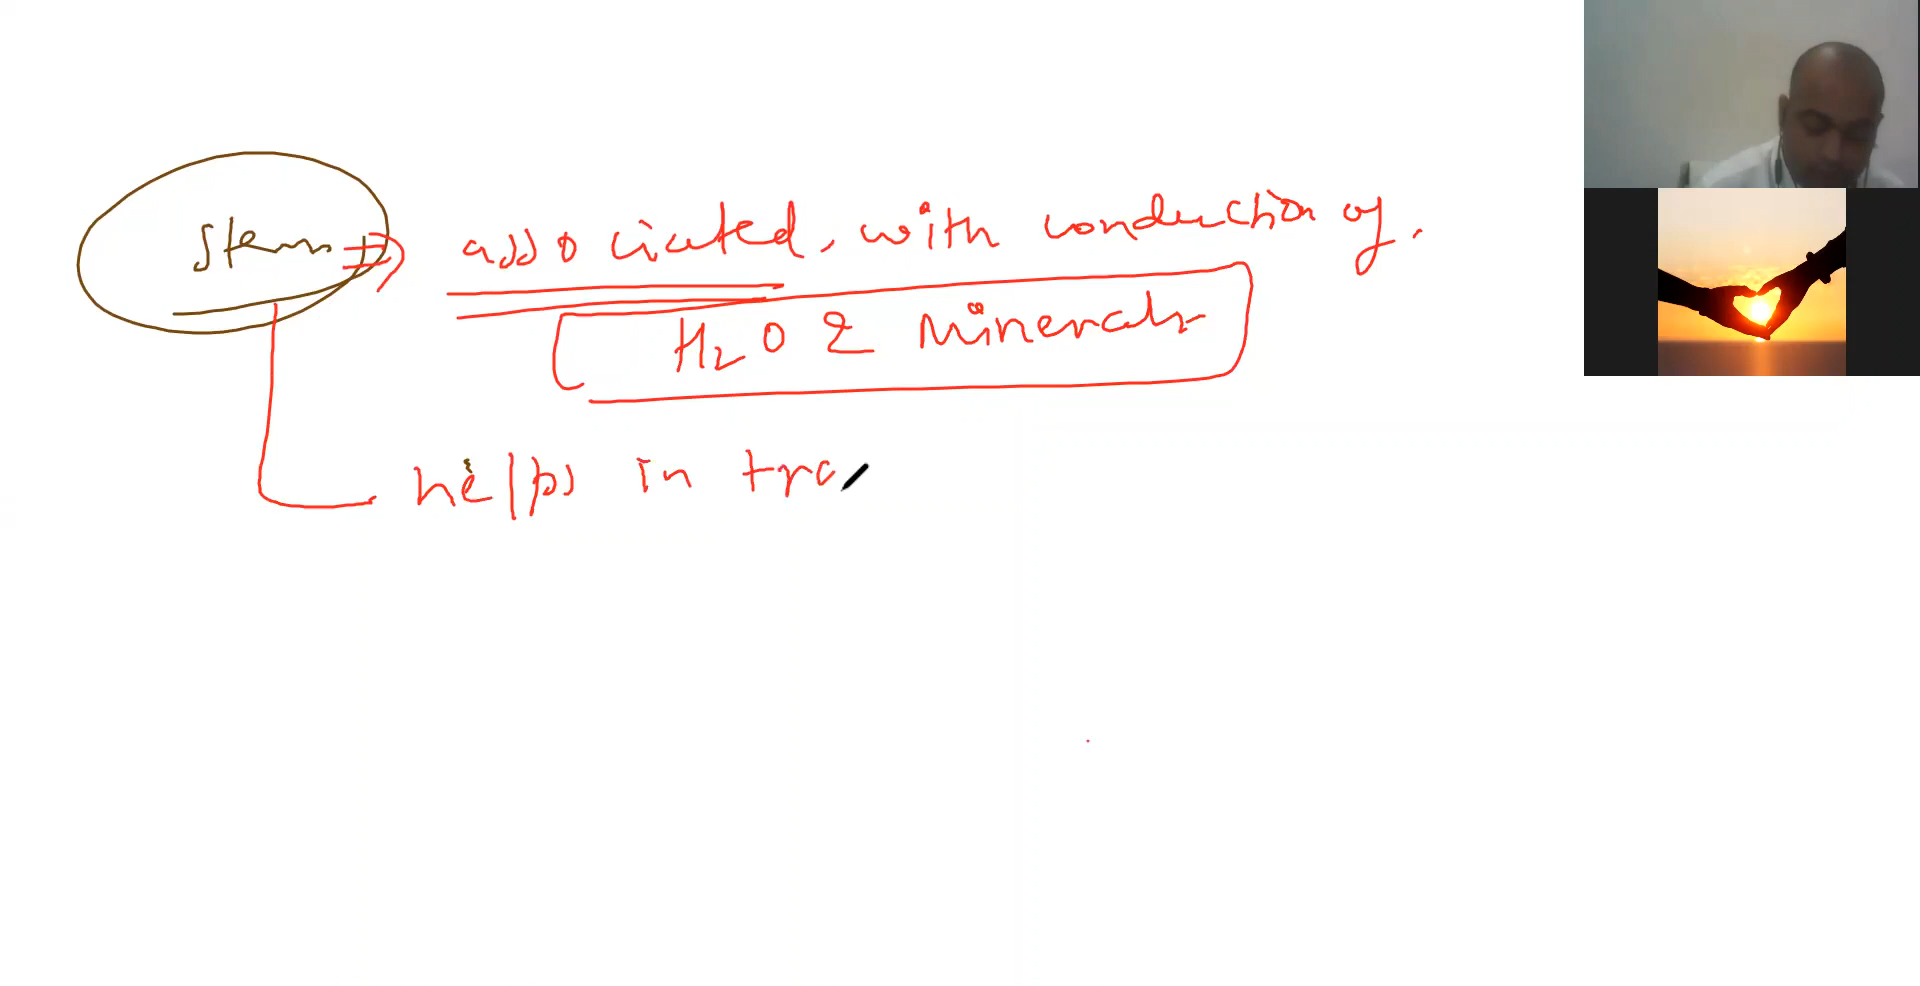 Stem ⇒ associated, with conduction of.
H₂O & Minerals
helps in tra